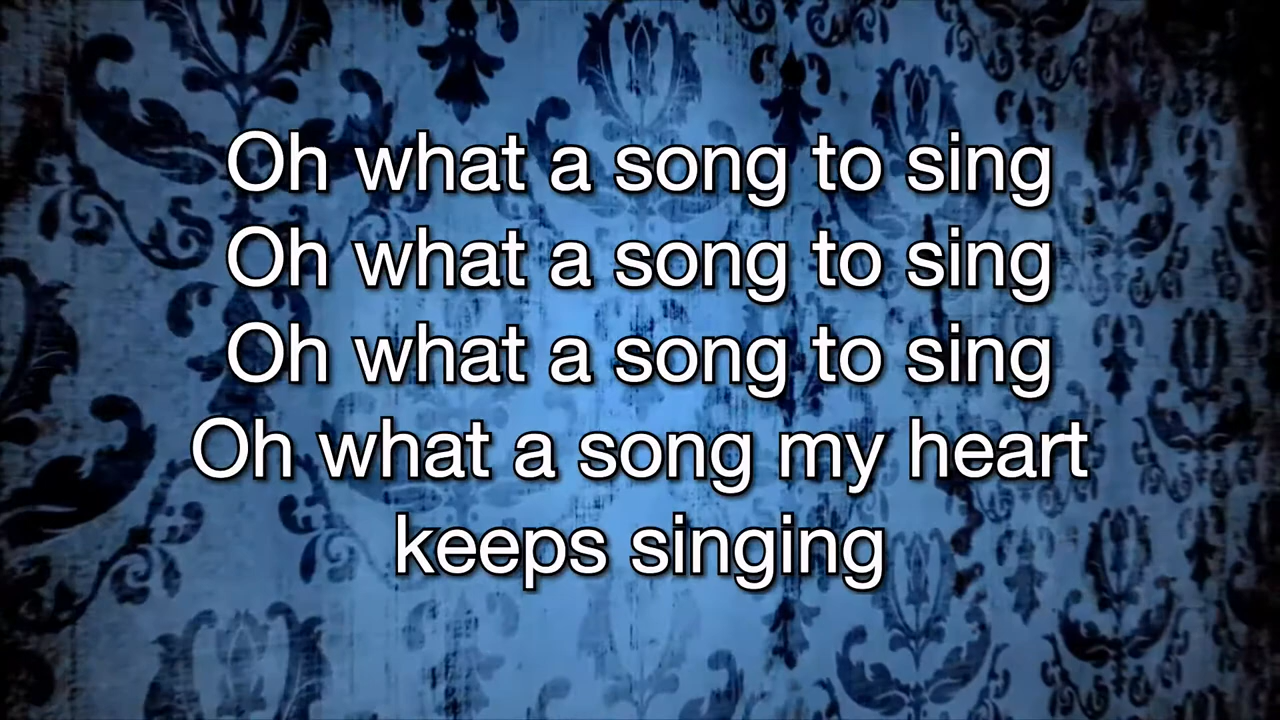 Oh what a song to sing
Oh what a song to sing
Oh what a song to sing
Oh what a song my heart
keeps singing